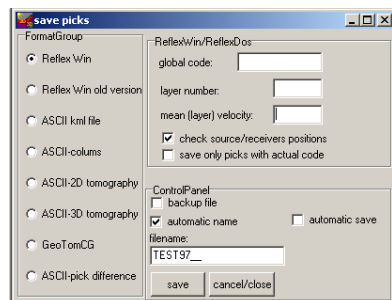 save picks
FormatGroup
Reflex Win
Reflex Win old version
ASCII kml file
ASCII-colums
ASCII-2D tomography
ASCII-3D tomography
GeoTomCG
ASCII-pick difference
ReflexWin/ReflexDos
global code:
layer number:
mean (layer) velocity:
check source/receivers positions
save only picks with actual code
ControlPanel
backup file
automatic name
automatic save
filename:
TEST97__
save
cancel/close